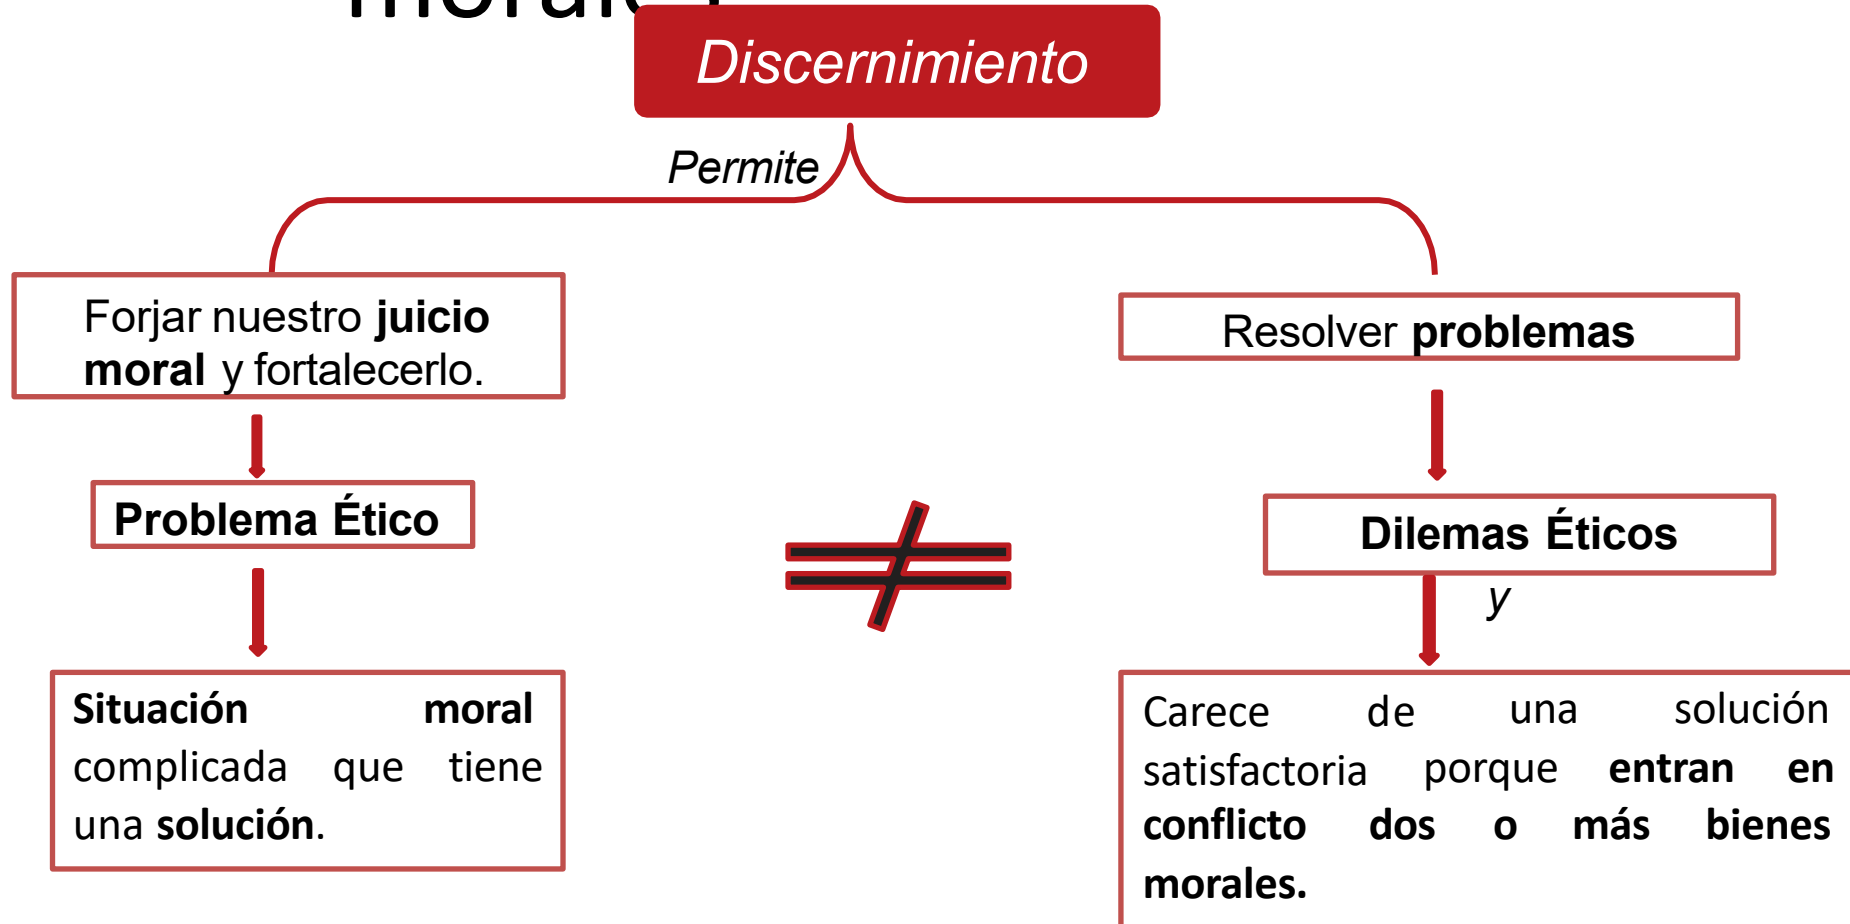 Discernimiento
Permite
Forjar nuestro juicio
moral y fortalecerlo.
Resolver problemas
Problema Ético
Dilemas Éticos
y
Situación moral
complicada que tiene
una solución.
Carece de una solución
satisfactoria porque entran en
conflicto dos o más bienes
morales.